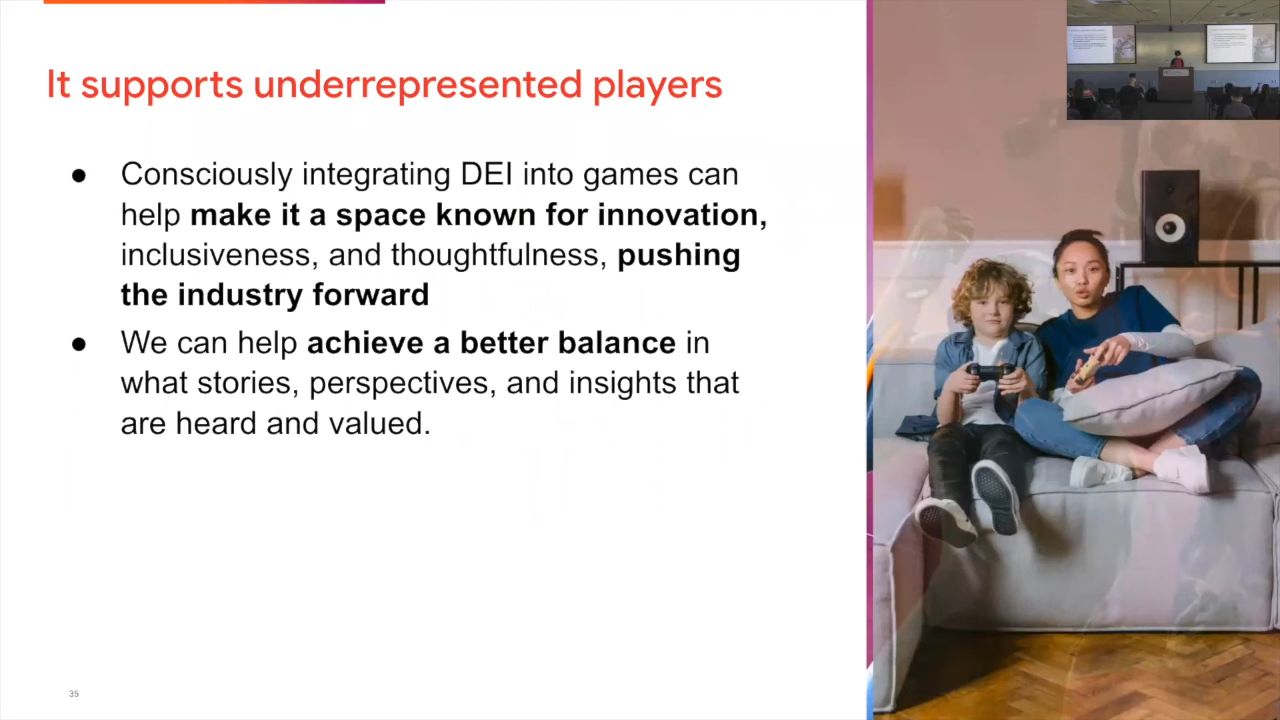 It supports underrepresented players
● Consciously integrating DEI into games can
help make it a space known for innovation,
inclusiveness, and thoughtfulness, pushing
the industry forward
● We can help achieve a better balance in
what stories, perspectives, and insights that
are heard and valued.
35